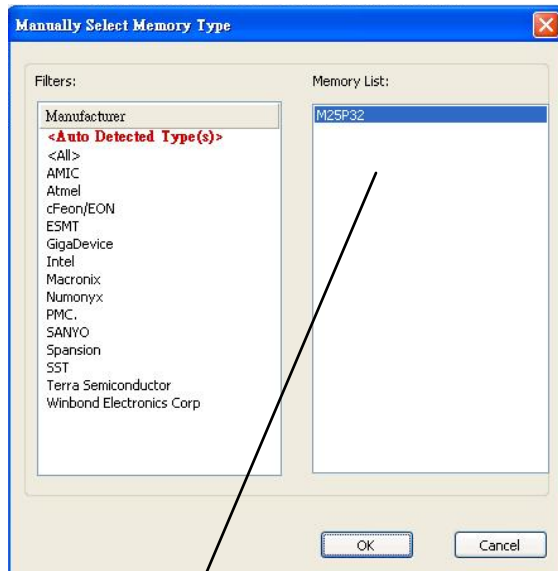 Manually Select Memory Type
Filters:
Memory List:
Manufacturer
<Auto Detected Type(s)>
<All>
AMIC
Atmel
cFeon/EON
ESMT
GigaDevice
Intel
Macronix
Numonyx
PMC.
SANYO
Spansion
SST
Terra Semiconductor
Winbond Electronics Corp
M25P32
OK
Cancel